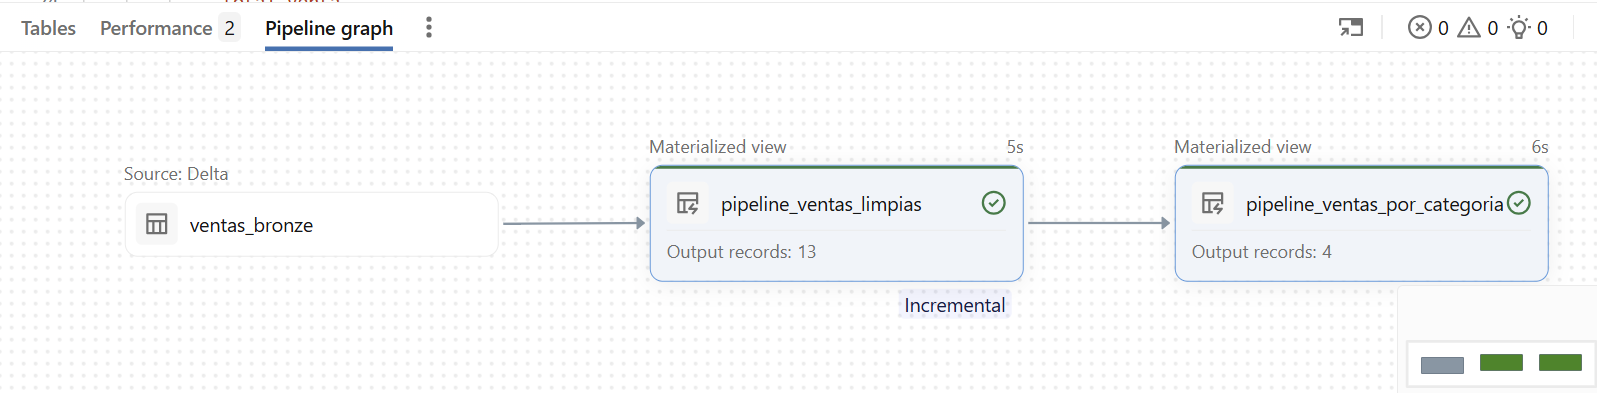 Tables Performance 2 Pipeline graph 0 0 0
Materialized view 5s Materialized view 6s
Source: Delta
pipeline_ventas_limpias pipeline_ventas_por_categoria
ventas_bronze
Output records: 13 Output records: 4
Incremental